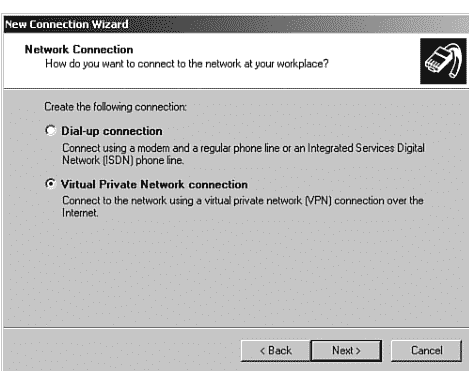 New Connection Wizard
Network Connection
How do you want to connect to the network at your workplace?
Create the following connection:
Dial-up connection
Connect using a modem and a regular phone line or an Integrated Services Digital
Network (ISDN) phone line.
Virtual Private Network connection
Connect to the network using a virtual private network (VPN) connection over the
Internet.
< Back
Next >
Cancel